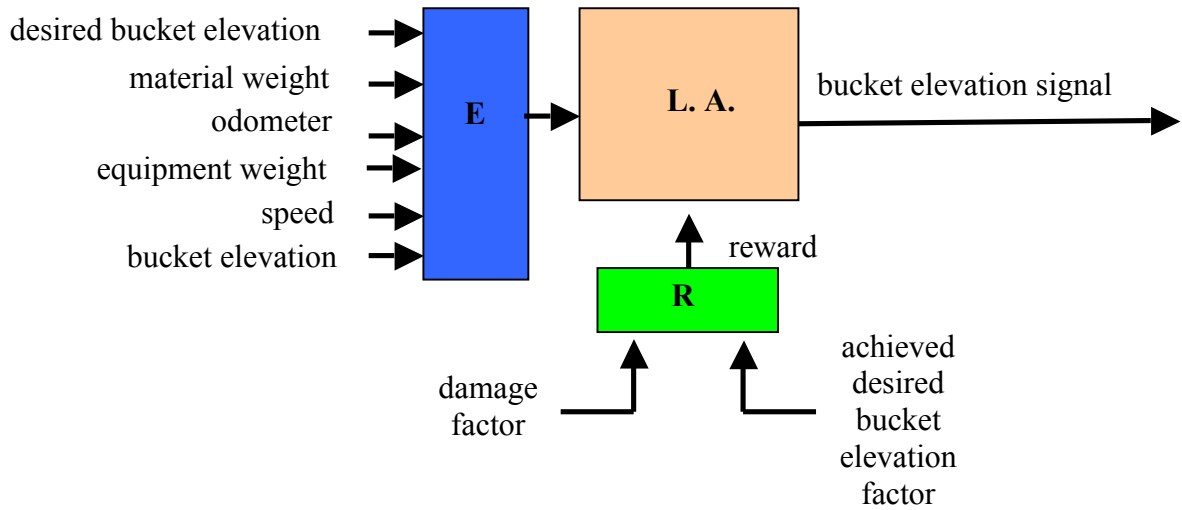 desired bucket elevation
material weight
odometer
equipment weight
speed
bucket elevation
E
L. A.
bucket elevation signal
reward
R
damage
factor
achieved
desired
bucket
elevation
factor